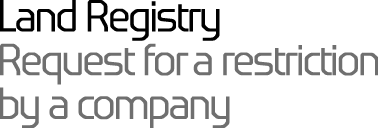 Land Registry
Request for a restriction
by a company